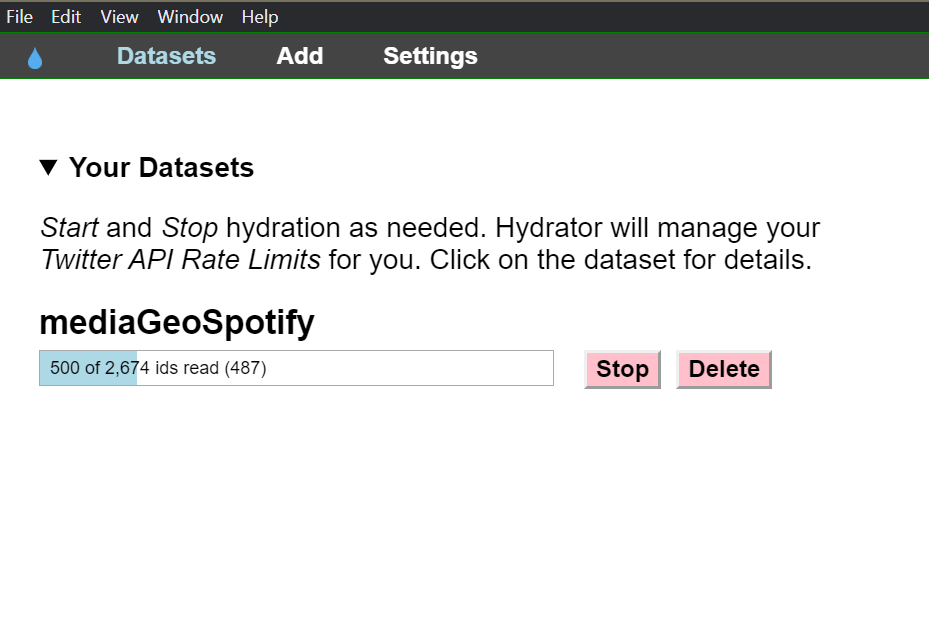 File Edit View Window Help
Datasets Add Settings
Your Datasets
Start and Stop hydration as needed. Hydrator will manage your
Twitter API Rate Limits for you. Click on the dataset for details.
mediaGeoSpotify
500 of 2,674 ids read (487) Stop Delete